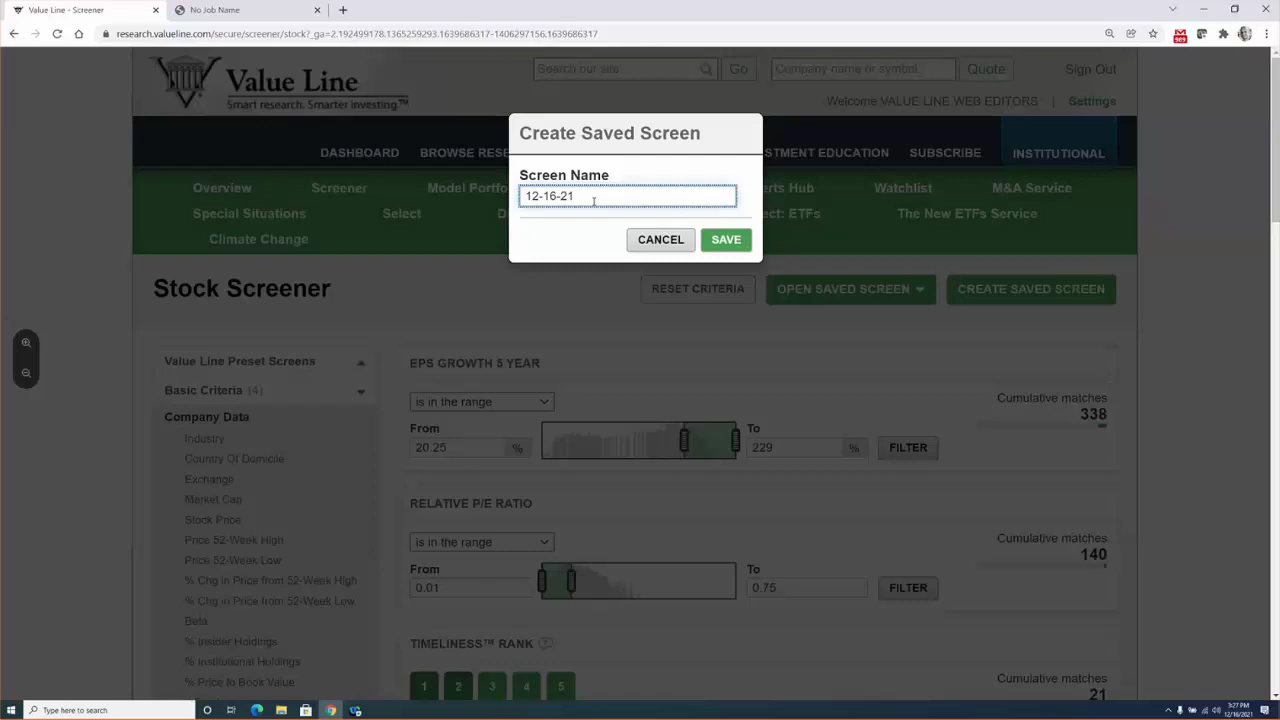 Value Line - Screener
No Job Name
research.valueline.com/secure/screener/stock?_ga=2.192499178.1365259293.1639686317-1406297156.1639686317
989
Value Line
Smart research. Smarter investing.™
Search our site
Go
Company name or symbol.
Quote
Sign Out
Welcome VALUE LINE WEB EDITORS | Settings
Create Saved Screen
Screen Name
12-16-21
CANCEL
SAVE
DASHBOARD
BROWSE RESE
STMENT EDUCATION
SUBSCRIBE
INSTITUTIONAL
Overview
Screener
Model Portfo
erts Hub
Watchlist
M&A Service
Special Situations
Select
D
ect: ETFs
The New ETFs Service
Climate Change
Stock Screener
RESET CRITERIA
OPEN SAVED SCREEN
CREATE SAVED SCREEN
Value Line Preset Screens
Basic Criteria (4)
Company Data
Industry
Country Of Domicile
Exchange
Market Cap
Stock Price
Price 52-Week High
Price 52-Week Low
% Chg in Price from 52-Week High
% Chg in Price from 52-Week Low
Beta
% Insider Holdings
% Institutional Holdings
% Price to Book Value
EPS GROWTH 5 YEAR
is in the range
Cumulative matches
338
From
To
20.25 %
229 %
FILTER
RELATIVE P/E RATIO
is in the range
Cumulative matches
140
From
To
0.01
0.75
FILTER
TIMELINESS™ RANK
1 2 3 4 5
Cumulative matches
21
Type here to search
3:27 PM
12/16/2021